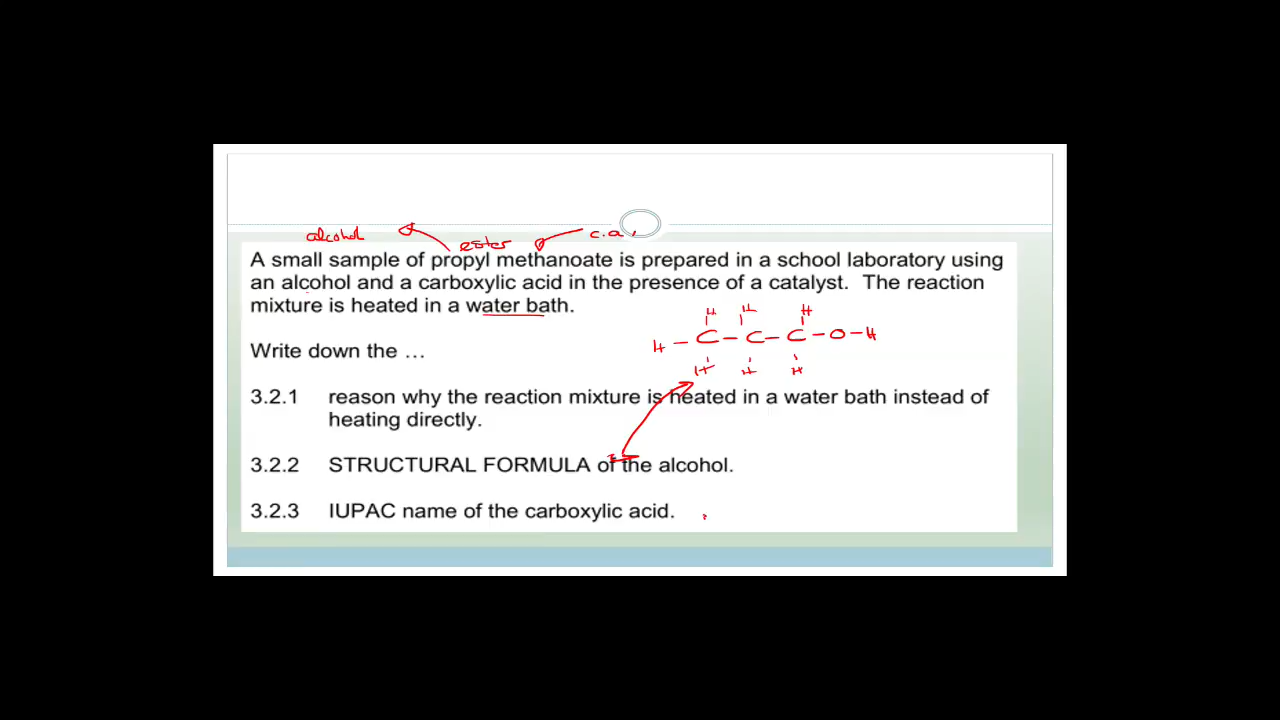 alcohol
ester
c.a.
A small sample of propyl methanoate is prepared in a school laboratory using
an alcohol and a carboxylic acid in the presence of a catalyst. The reaction
mixture is heated in a water bath.
H H H
H - C - C - C - O - H
H H H
Write down the ...
3.2.1 reason why the reaction mixture is heated in a water bath instead of
heating directly.
3.2.2 STRUCTURAL FORMULA of the alcohol.
3.2.3 IUPAC name of the carboxylic acid.